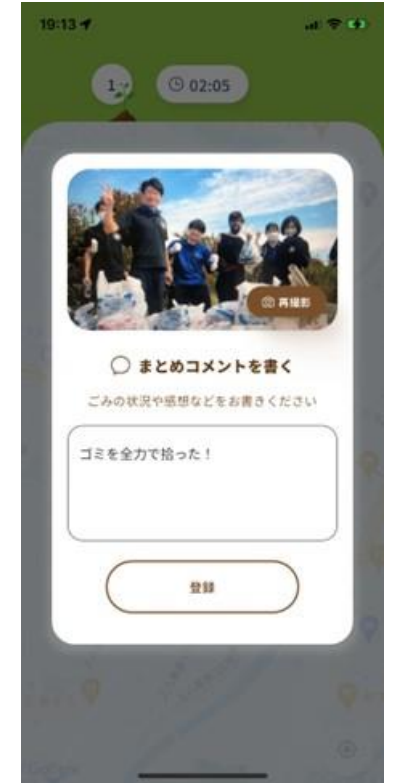 19:13
1
02:05
再撮影
まとめコメントを書く
ごみの状況や感想などをお書きください
ゴミを全力で拾った！
登録